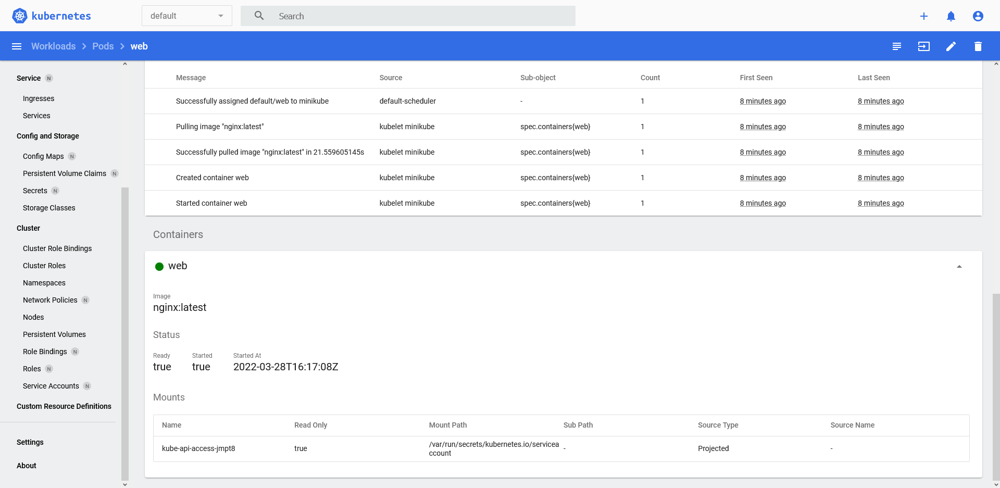 kubernetes
default
Search
Workloads > Pods > web
Service N
Ingresses
Services
Config and Storage
Config Maps N
Persistent Volume Claims N
Secrets N
Storage Classes
Cluster
Cluster Role Bindings
Cluster Roles
Namespaces
Network Policies N
Nodes
Persistent Volumes
Role Bindings N
Roles N
Service Accounts N
Custom Resource Definitions
Settings
About
Message Source Sub-object Count First Seen Last Seen
Successfully assigned default/web to minikube default-scheduler - 1 8 minutes ago 8 minutes ago
Pulling image "nginx:latest" kubelet minikube spec.containers{web} 1 8 minutes ago 8 minutes ago
Successfully pulled image "nginx:latest" in 21.559605145s kubelet minikube spec.containers{web} 1 8 minutes ago 8 minutes ago
Created container web kubelet minikube spec.containers{web} 1 8 minutes ago 8 minutes ago
Started container web kubelet minikube spec.containers{web} 1 8 minutes ago 8 minutes ago
Containers
web
Image
nginx:latest
Status
Ready Started Started At
true true 2022-03-28T16:17:08Z
Mounts
Name Read Only Mount Path Sub Path Source Type Source Name
kube-api-access-jmpt8 true /var/run/secrets/kubernetes.io/servicea - Projected -
ccount